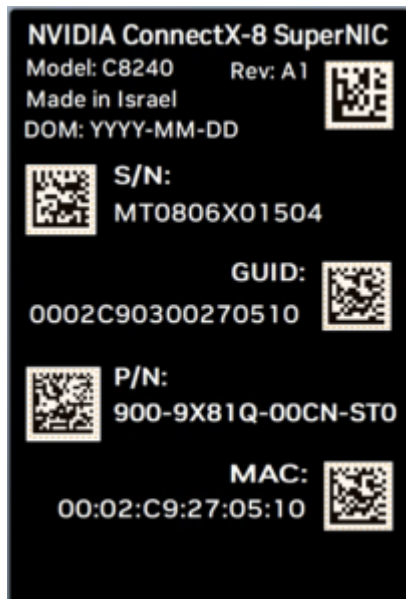 NVIDIA ConnectX-8 SuperNIC
Model: C8240 Rev: A1
Made in Israel
DOM: YYYY-MM-DD
S/N:
MT0806X01504
GUID:
0002C90300270510
P/N:
900-9X81Q-00CN-ST0
MAC:
00:02:C9:27:05:10